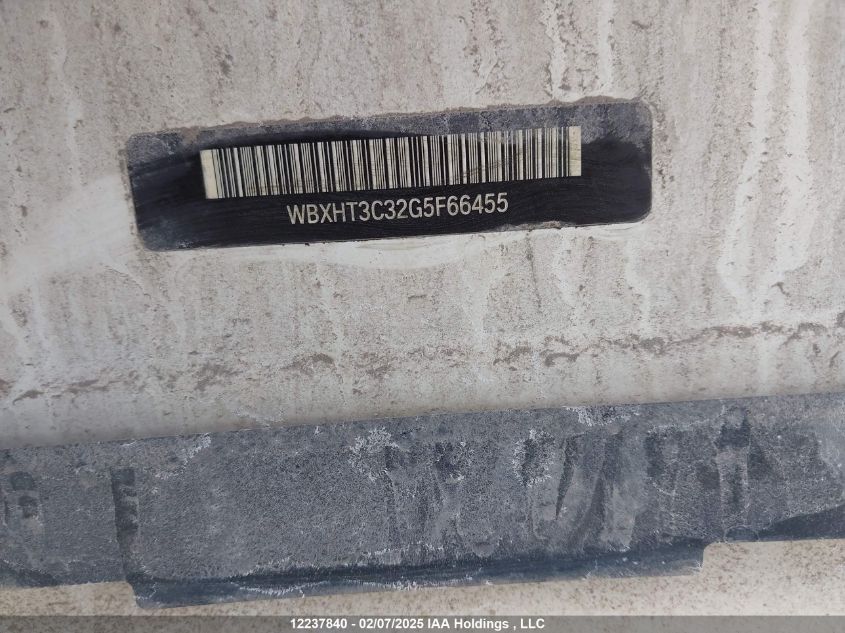 WBXHT3C32G5F66455
12237840 - 02/07/2025 IAA Holdings , LLC